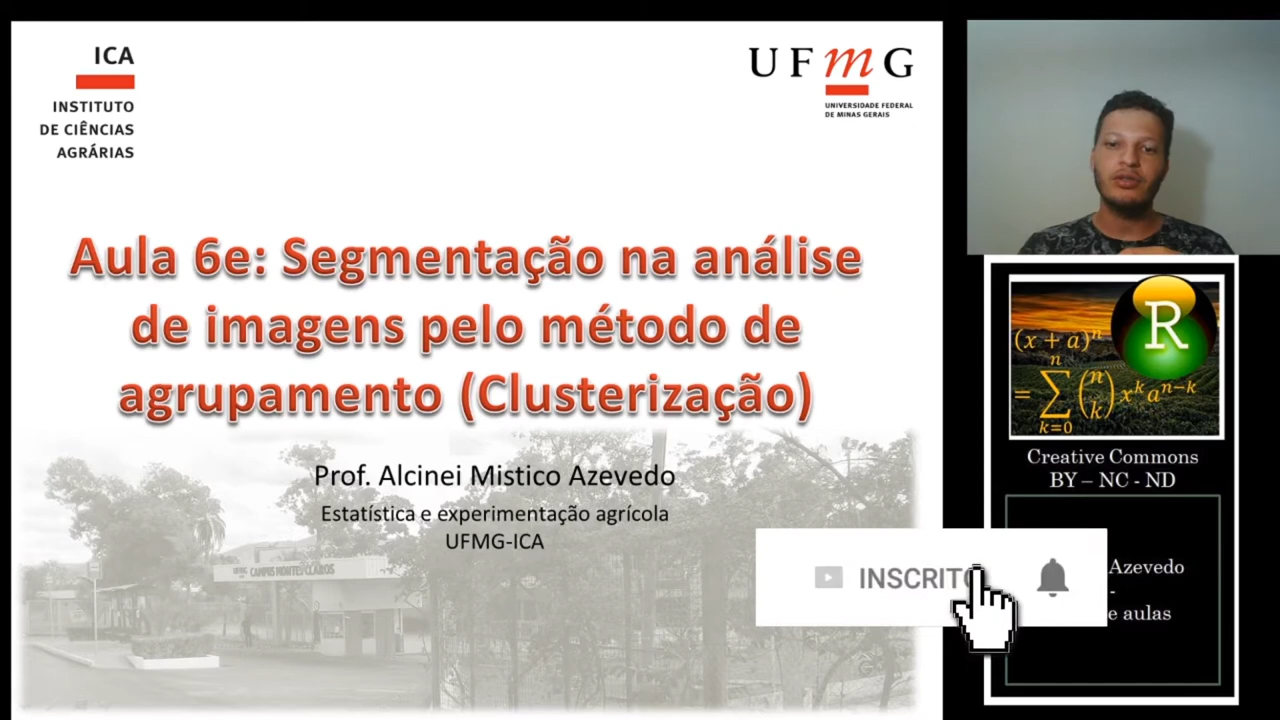 ICA
INSTITUTO
DE CIÊNCIAS
AGRÁRIAS
UFmG
UNIVERSIDADE FEDERAL
DE MINAS GERAIS
Aula 6e: Segmentação na análise
de imagens pelo método de
agrupamento (Clusterização)
Prof. Alcinei Mistico Azevedo
Estatística e experimentação agrícola
UFMG-ICA
CAMPUS MONTES CLAROS
R
(x + a)^n
= ∑_{k=0}^{n} (n k) x^k a^{n-k}
Creative Commons
BY – NC - ND
Azevedo
-
e aulas
INSCRITO